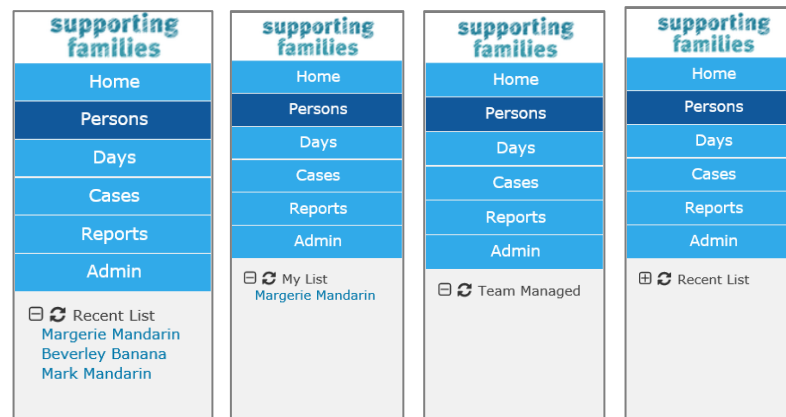 supporting
families
Home
Persons
Days
Cases
Reports
Admin
Recent List
Margerie Mandarin
Beverley Banana
Mark Mandarin
supporting
families
Home
Persons
Days
Cases
Reports
Admin
My List
Margerie Mandarin
supporting
families
Home
Persons
Days
Cases
Reports
Admin
Team Managed
supporting
families
Home
Persons
Days
Cases
Reports
Admin
Recent List